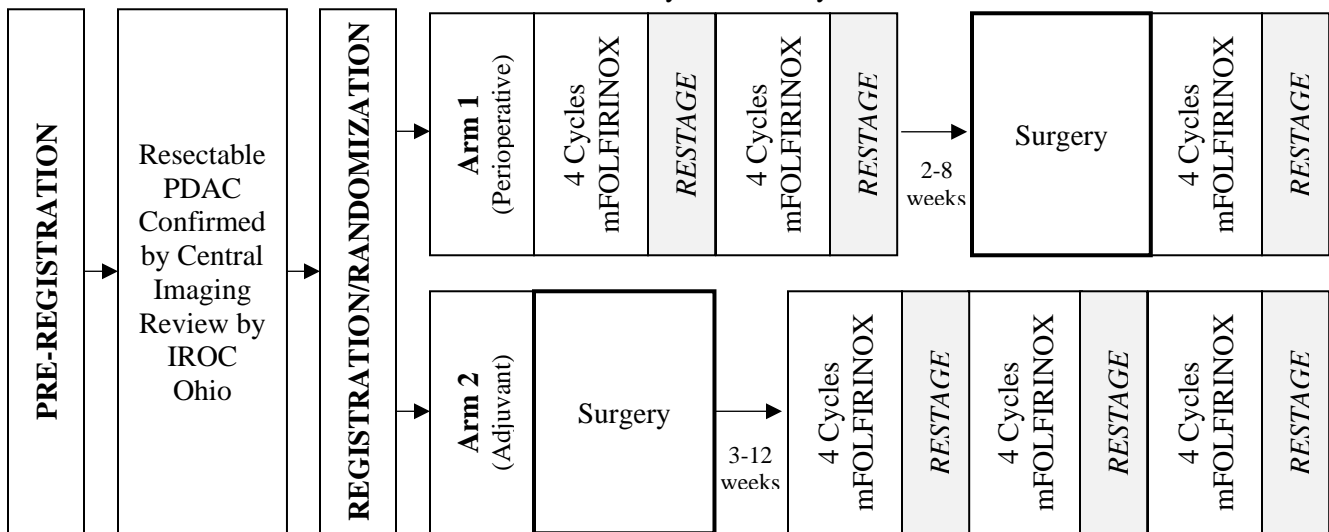 PRE-REGISTRATION
Resectable
PDAC
Confirmed
by Central
Imaging
Review by
IROC
Ohio
REGISTRATION/RANDOMIZATION
Arm 1
(Perioperative)
4 Cycles
mFOLFIRINOX
RESTAGE
4 Cycles
mFOLFIRINOX
RESTAGE
2-8
weeks
Surgery
4 Cycles
mFOLFIRINOX
RESTAGE
Arm 2
(Adjuvant)
Surgery
3-12
weeks
4 Cycles
mFOLFIRINOX
RESTAGE
4 Cycles
mFOLFIRINOX
RESTAGE
4 Cycles
mFOLFIRINOX
RESTAGE